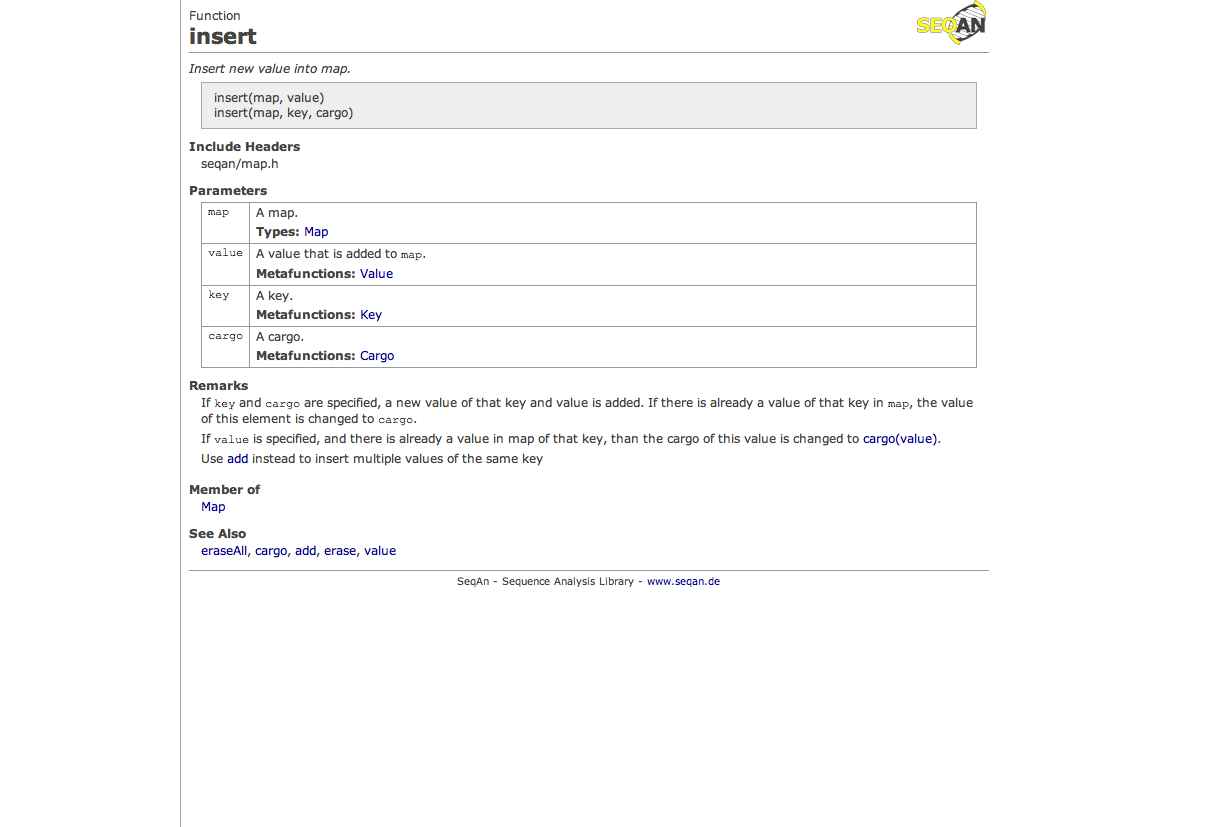 Function
SEQAN
insert
Insert new value into map.
insert(map, value)
insert(map, key, cargo)
Include Headers
seqan/map.h
Parameters
map A map.
Types: Map
value A value that is added to map.
Metafunctions: Value
key A key.
Metafunctions: Key
cargo A cargo.
Metafunctions: Cargo
Remarks
If key and cargo are specified, a new value of that key and value is added. If there is already a value of that key in map, the value
of this element is changed to cargo.
If value is specified, and there is already a value in map of that key, than the cargo of this value is changed to cargo(value).
Use add instead to insert multiple values of the same key
Member of
Map
See Also
eraseAll, cargo, add, erase, value
SeqAn - Sequence Analysis Library - www.seqan.de